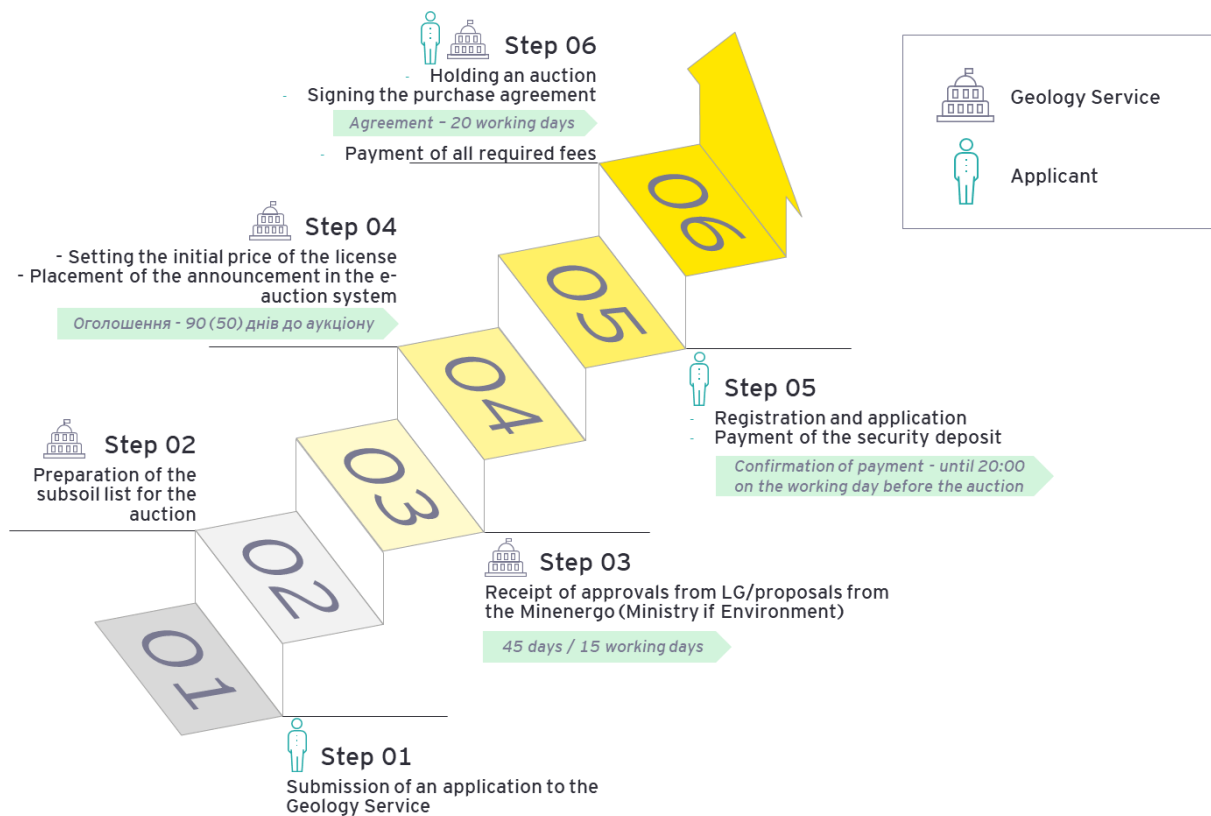 Step 06
- Holding an auction
- Signing the purchase agreement
Agreement – 20 working days
- Payment of all required fees
Geology Service
Applicant
Step 04
- Setting the initial price of the license
- Placement of the announcement in the e-
auction system
Оголошення - 90 (50) днів до аукціону
Step 05
- Registration and application
- Payment of the security deposit
Confirmation of payment - until 20:00
on the working day before the auction
Step 02
Preparation of the
subsoil list for the
auction
Step 03
Receipt of approvals from LG/proposals from
the Minenergo (Ministry if Environment)
45 days / 15 working days
Step 01
Submission of an application to the
Geology Service
06
05
04
03
02
01